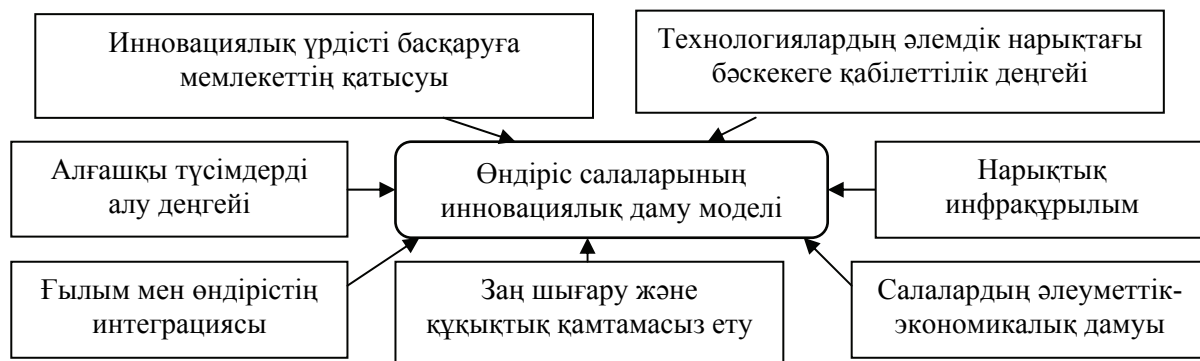 Инновациялық үрдісті басқаруға
мемлекеттің қатысуы
Технологиялардың әлемдік нарықтағы
бәскекеге қабілеттілік деңгейі
Алғашқы түсімдерді
алу деңгейі
Өндіріс салаларының
инновациялық даму моделі
Нарықтық
инфрақұрылым
Ғылым мен өндірістің
интеграциясы
Заң шығару және
құқықтық қамтамасыз ету
Салалардың әлеуметтік-
экономикалық дамуы